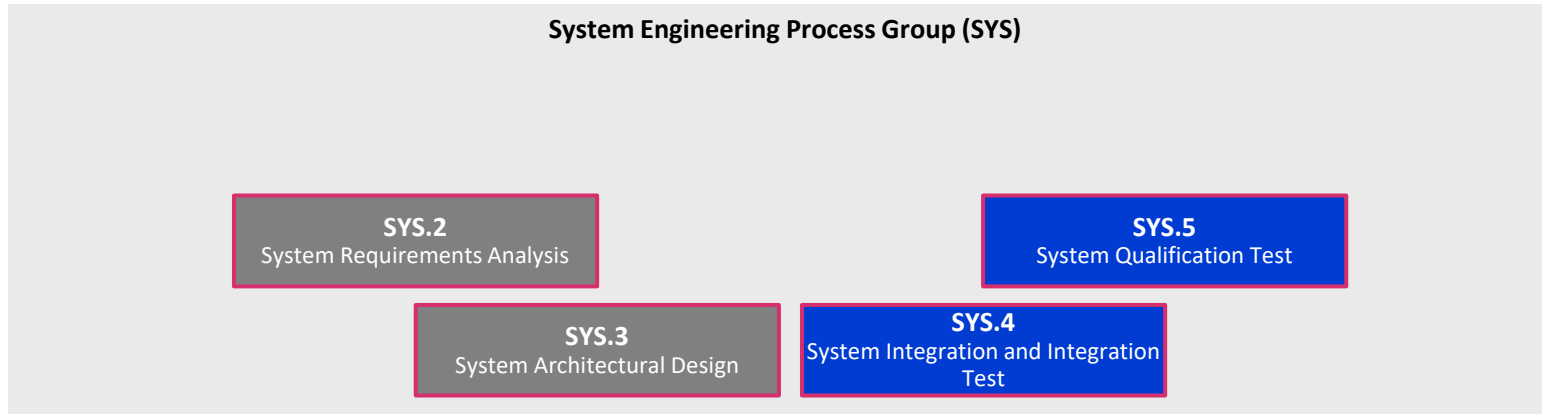 System Engineering Process Group (SYS)
SYS.2
System Requirements Analysis
SYS.5
System Qualification Test
SYS.3
System Architectural Design
SYS.4
System Integration and Integration
Test